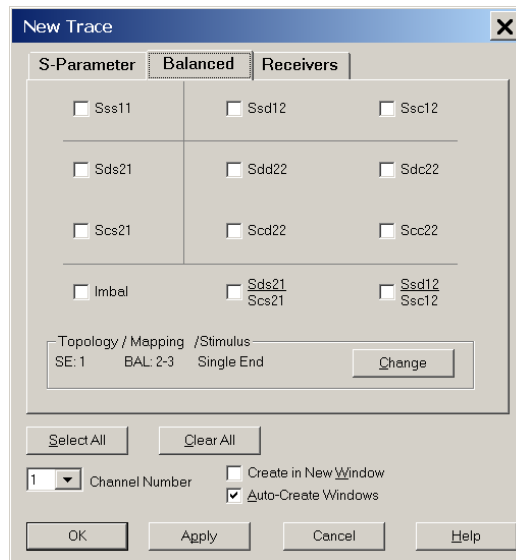 New Trace
S-Parameter Balanced Receivers
Sss11 Ssd12 Ssc12
Sds21 Sdd22 Sdc22
Scs21 Scd22 Scc22
Imbal Sds21 Ssd12
Scs21 Ssc12
Topology / Mapping /Stimulus
SE: 1 BAL: 2-3 Single End Change
Select All Clear All
1 Channel Number Create in New Window
Auto-Create Windows
OK Apply Cancel Help